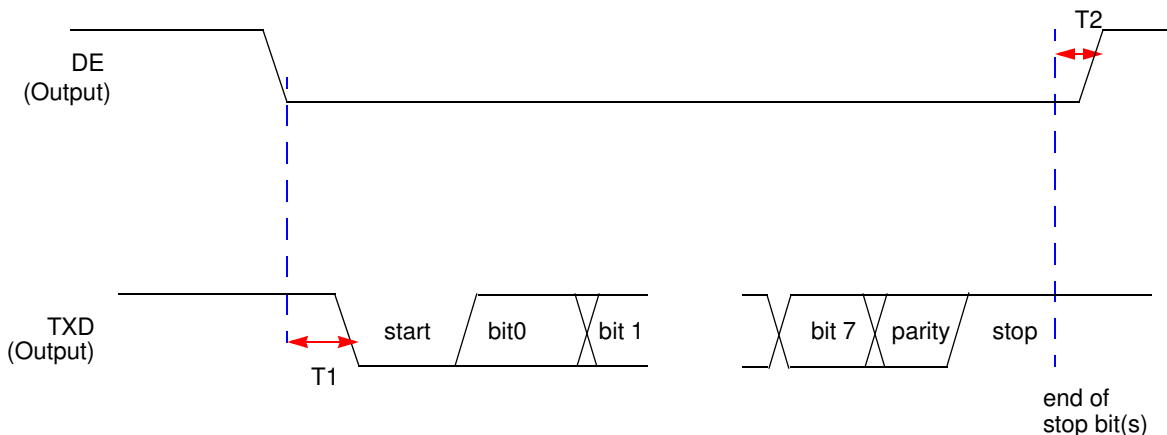 T2
DE
(Output)
TXD
(Output)
start
bit0
bit 1
bit 7
parity
stop
T1
end of
stop bit(s)